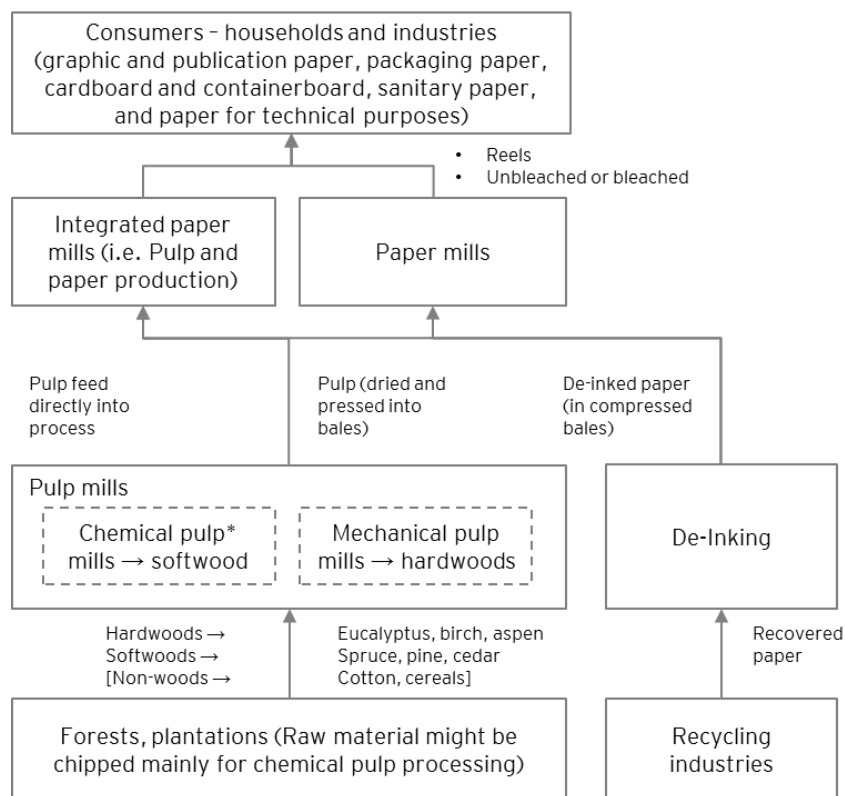 Consumers – households and industries
(graphic and publication paper, packaging paper,
cardboard and containerboard, sanitary paper,
and paper for technical purposes)
• Reels
• Unbleached or bleached
Integrated paper
mills (i.e. Pulp and
paper production)
Paper mills
Pulp feed
directly into
process
Pulp (dried and
pressed into
bales)
De-inked paper
(in compressed
bales)
Pulp mills
Chemical pulp*
mills → softwood
Mechanical pulp
mills → hardwoods
De-Inking
Hardwoods → Eucalyptus, birch, aspen
Softwoods → Spruce, pine, cedar
[Non-woods → Cotton, cereals]
Recovered
paper
Forests, plantations (Raw material might be
chipped mainly for chemical pulp processing)
Recycling
industries